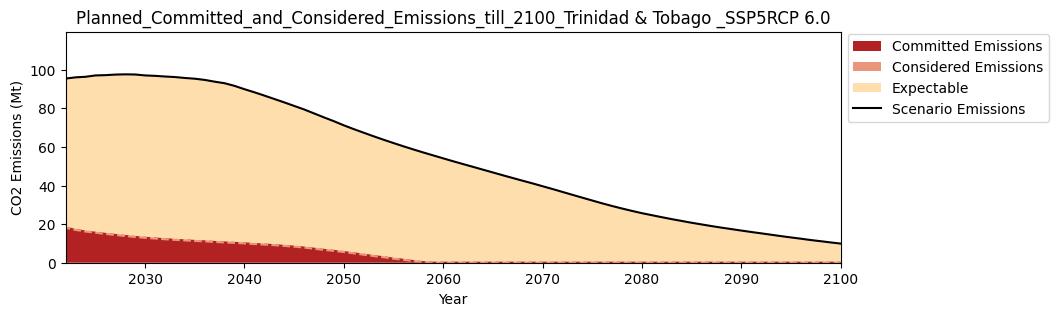 Planned_Committed_and_Considered_Emissions_till_2100_Trinidad & Tobago _SSP5RCP 6.0
Committed Emissions
Considered Emissions
Expectable
Scenario Emissions
CO2 Emissions (Mt)
100
80
60
40
20
0
2030 2040 2050 2060 2070 2080 2090 2100
Year